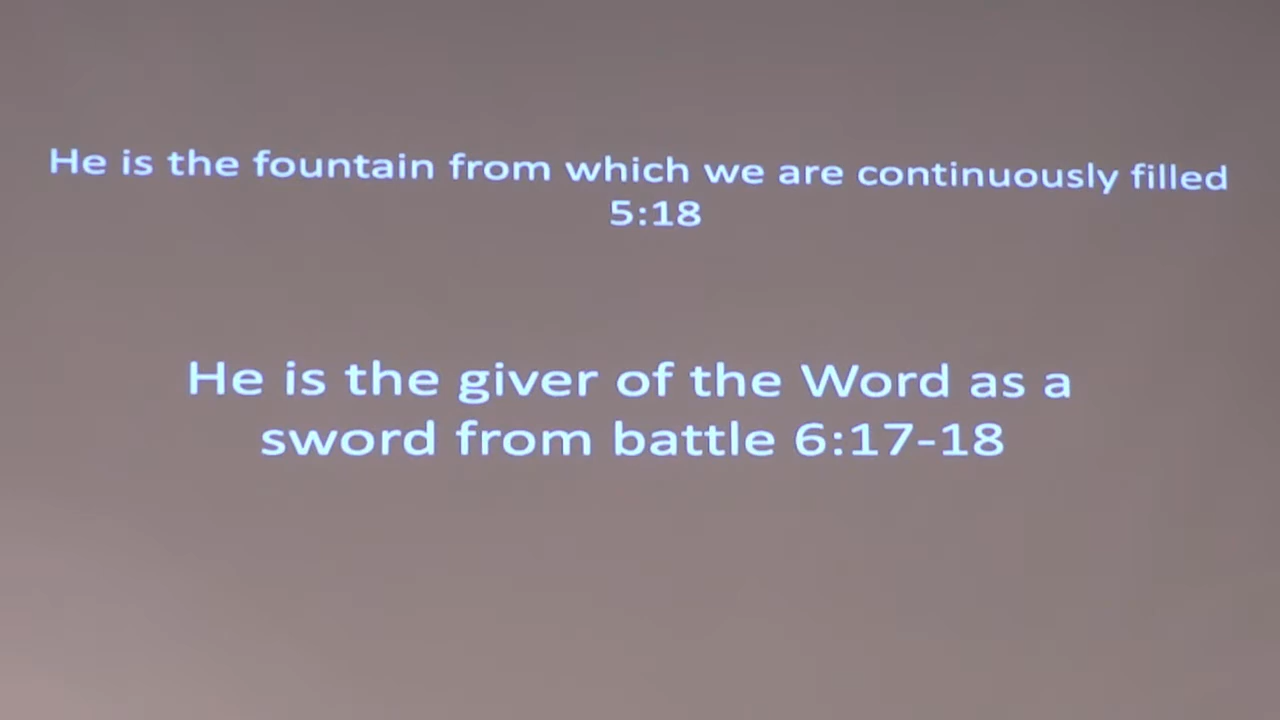 He is the fountain from which we are continuously filled
5:18
He is the giver of the Word as a
sword from battle 6:17-18